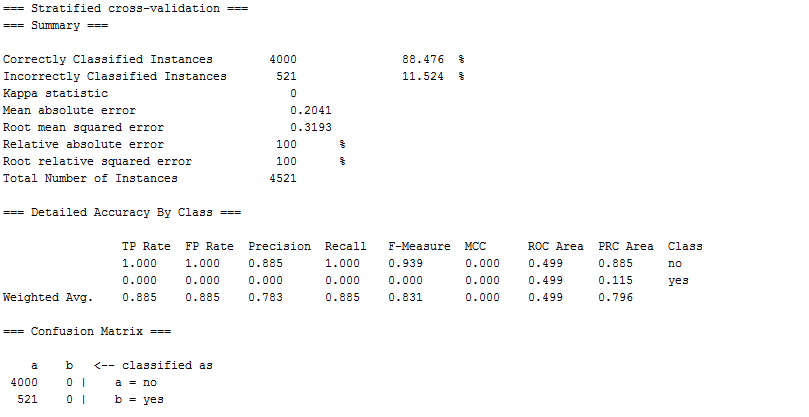 === Stratified cross-validation ===
=== Summary ===
Correctly Classified Instances        4000               88.476  %
Incorrectly Classified Instances       521               11.524  %
Kappa statistic                          0
Mean absolute error                      0.2041
Root mean squared error                  0.3193
Relative absolute error                100      %
Root relative squared error            100      %
Total Number of Instances             4521
=== Detailed Accuracy By Class ===
                 TP Rate  FP Rate  Precision  Recall   F-Measure  MCC      ROC Area  PRC Area  Class
                 1.000    1.000    0.885      1.000    0.939      0.000    0.499     0.885     no
                 0.000    0.000    0.000      0.000    0.000      0.000    0.499     0.115     yes
Weighted Avg.    0.885    0.885    0.783      0.885    0.831      0.000    0.499     0.796
=== Confusion Matrix ===
    a    b   <-- classified as
 4000    0 |    a = no
  521    0 |    b = yes